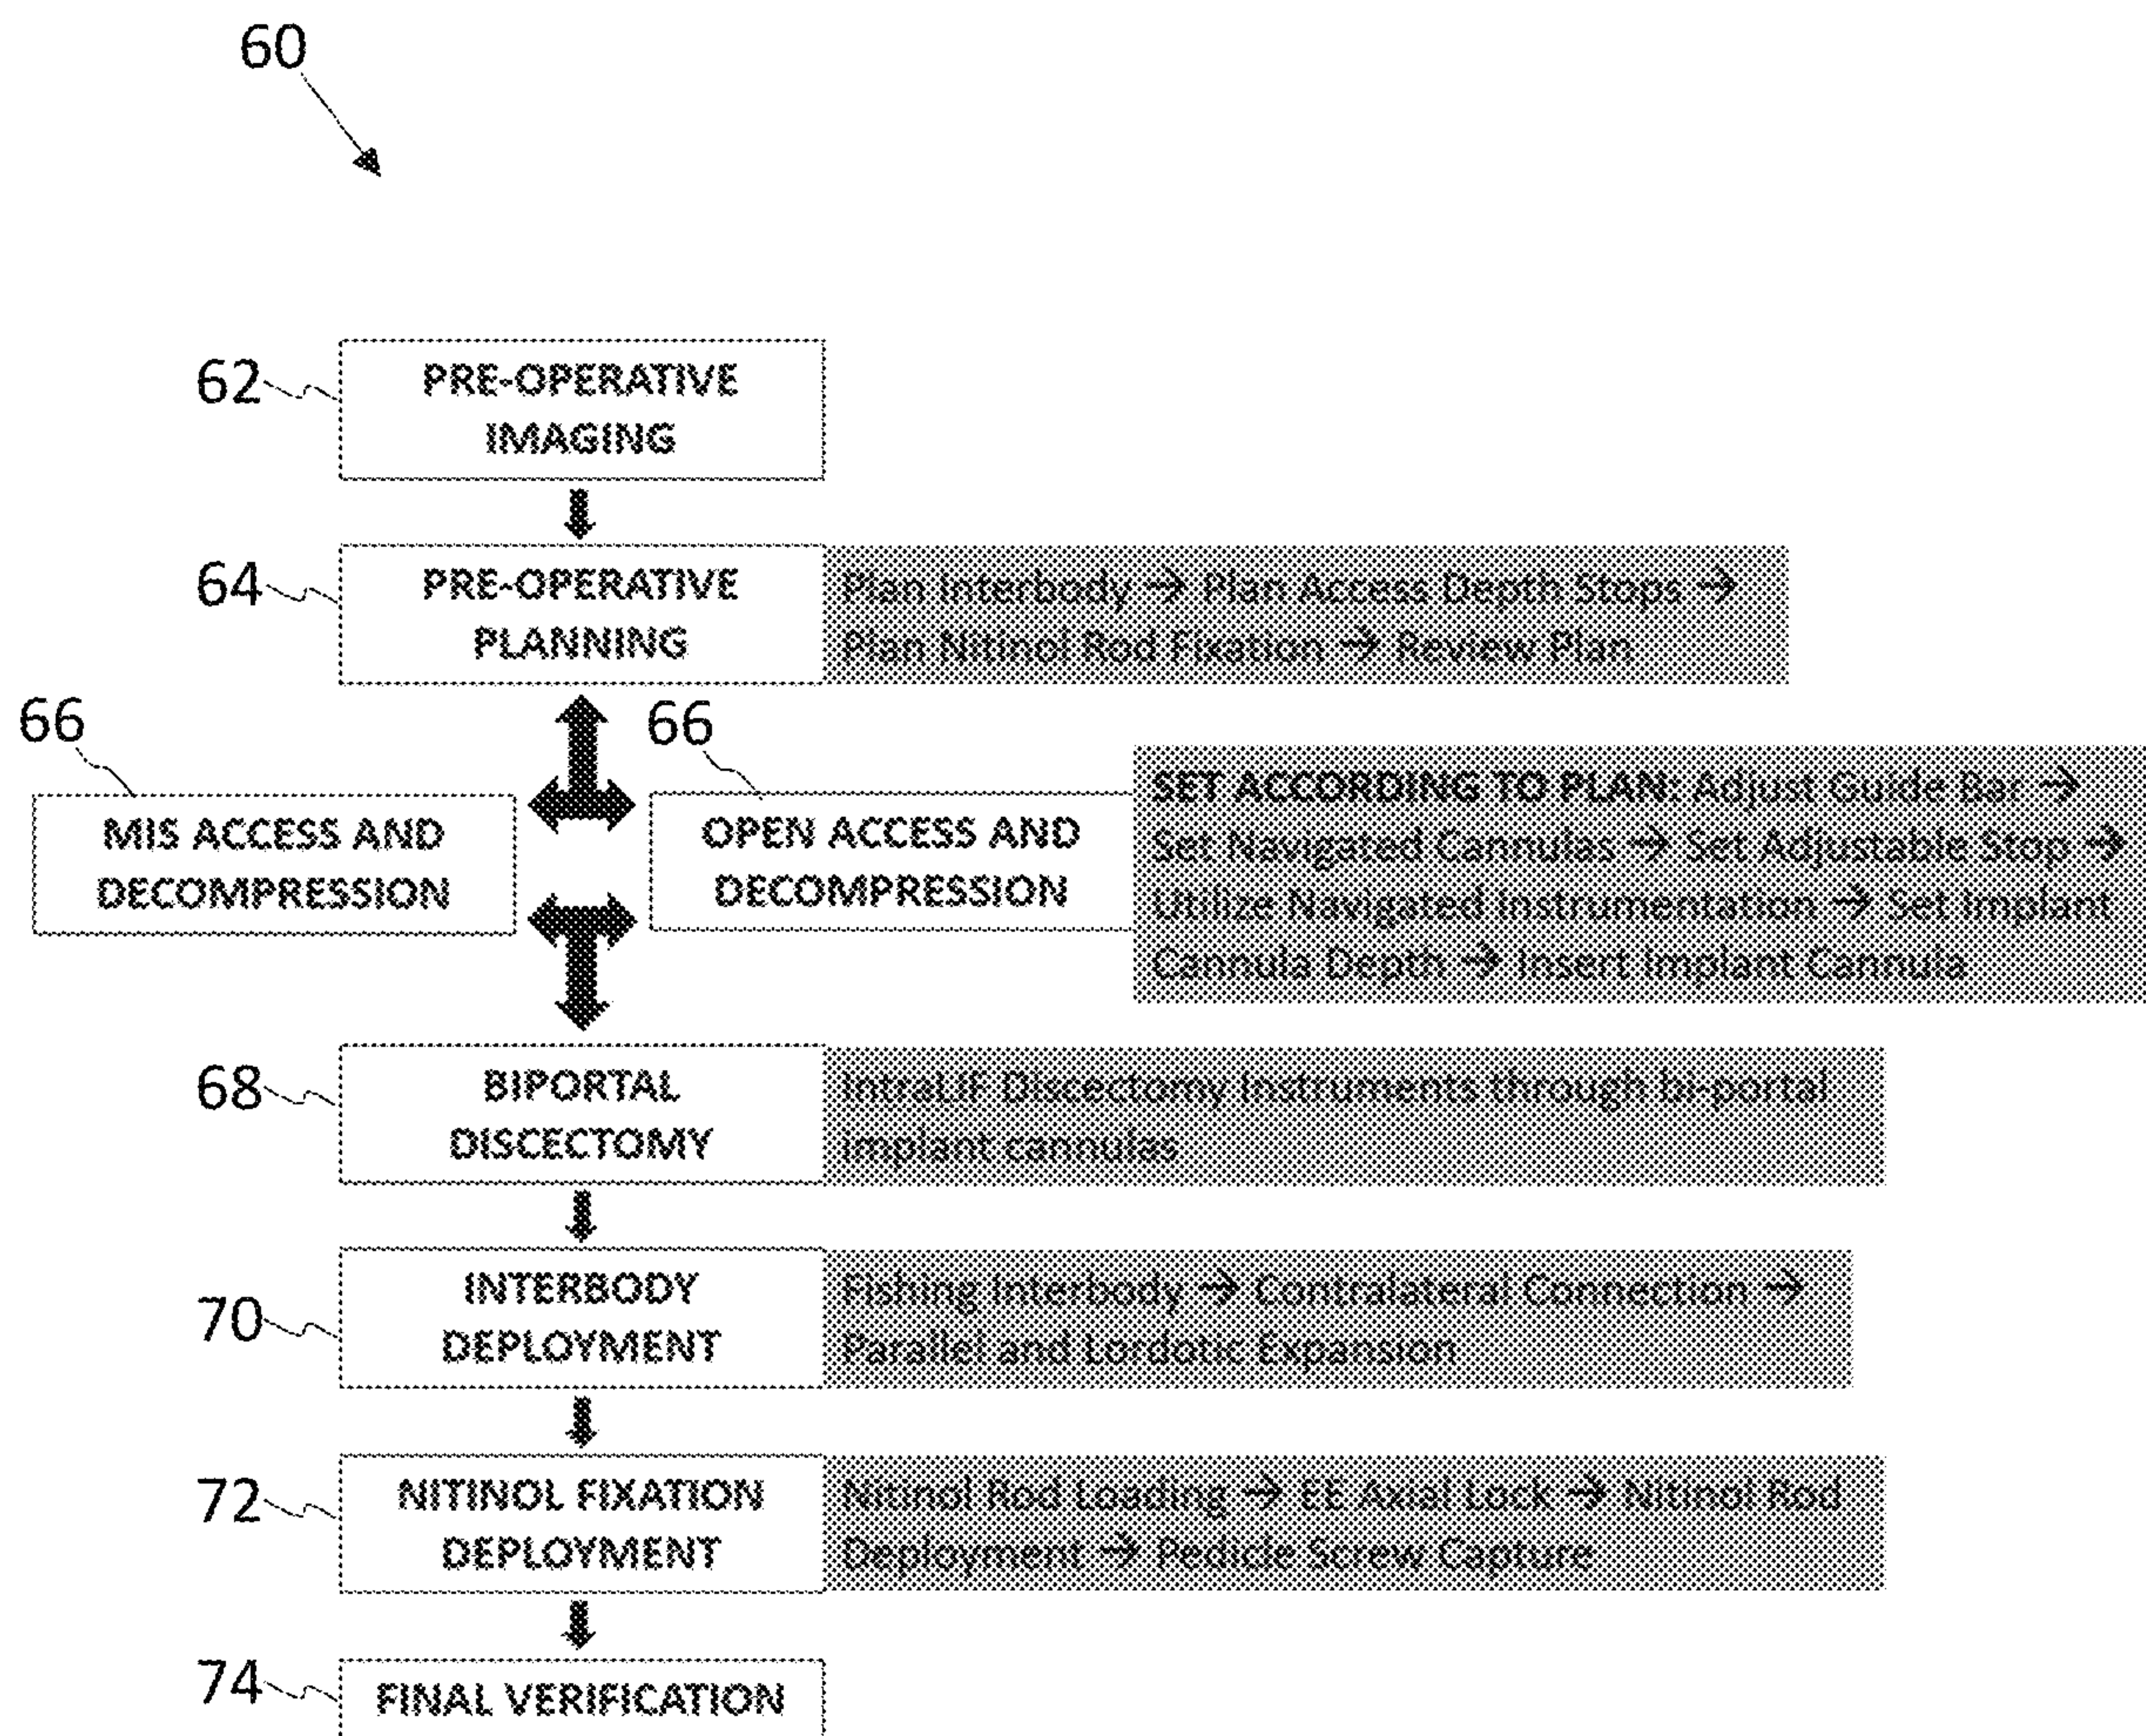 60
62
PRE-OPERATIVE
IMAGING
64
PRE-OPERATIVE
PLANNING
Plan Interbody → Plan Access Depth Stops →
Plan Nitinol Rod Fixation → Review Plan
66
MIS ACCESS AND
DECOMPRESSION
66
OPEN ACCESS AND
DECOMPRESSION
SET ACCORDING TO PLAN: Adjust Guide Bar →
Set Navigated Cannulas → Set Adjustable Stop →
Utilize Navigated Instrumentation → Set Implant
Cannula Depth → Insert Implant Cannula
68
BIPORTAL
DISCECTOMY
IntraLIF Discectomy Instruments through bi-portal
implant cannulas
70
INTERBODY
DEPLOYMENT
Fishing Interbody → Contralateral Connection →
Parallel and Lordotic Expansion
72
NITINOL FIXATION
DEPLOYMENT
Nitinol Rod Loading → EE Axial Lock → Nitinol Rod
Deployment → Pedicle Screw Capture
74
FINAL VERIFICATION